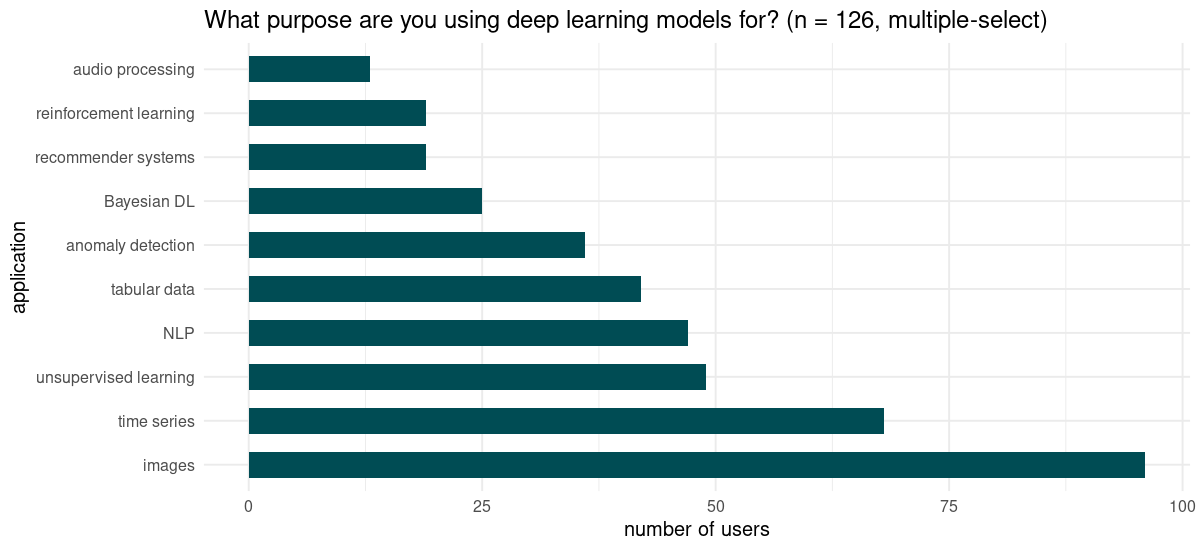 What purpose are you using deep learning models for? (n = 126, multiple-select)
application
audio processing
reinforcement learning
recommender systems
Bayesian DL
anomaly detection
tabular data
NLP
unsupervised learning
time series
images
0 25 50 75 100
number of users